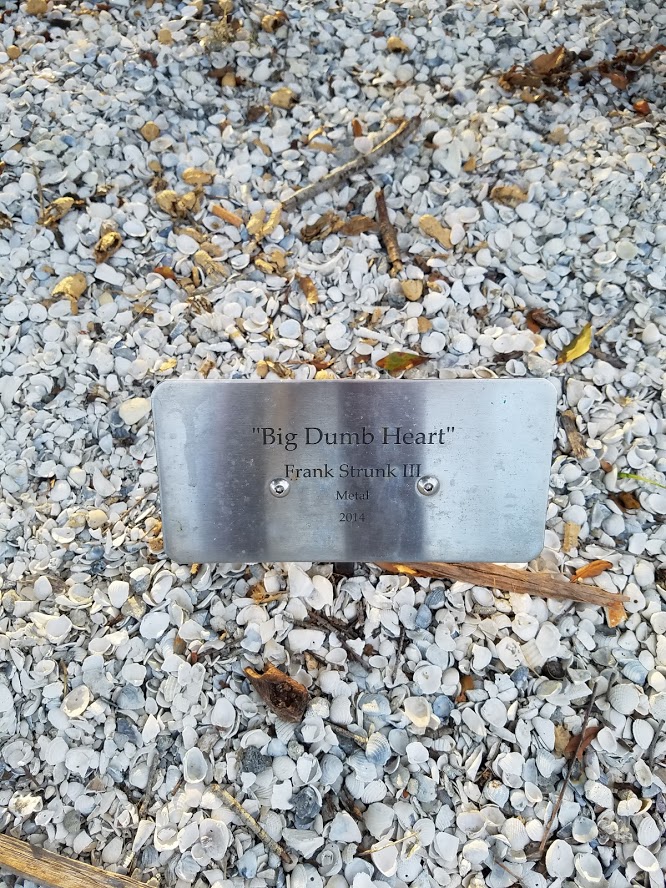 "Big Dumb Heart"
Frank Strunk III
Metal
2014